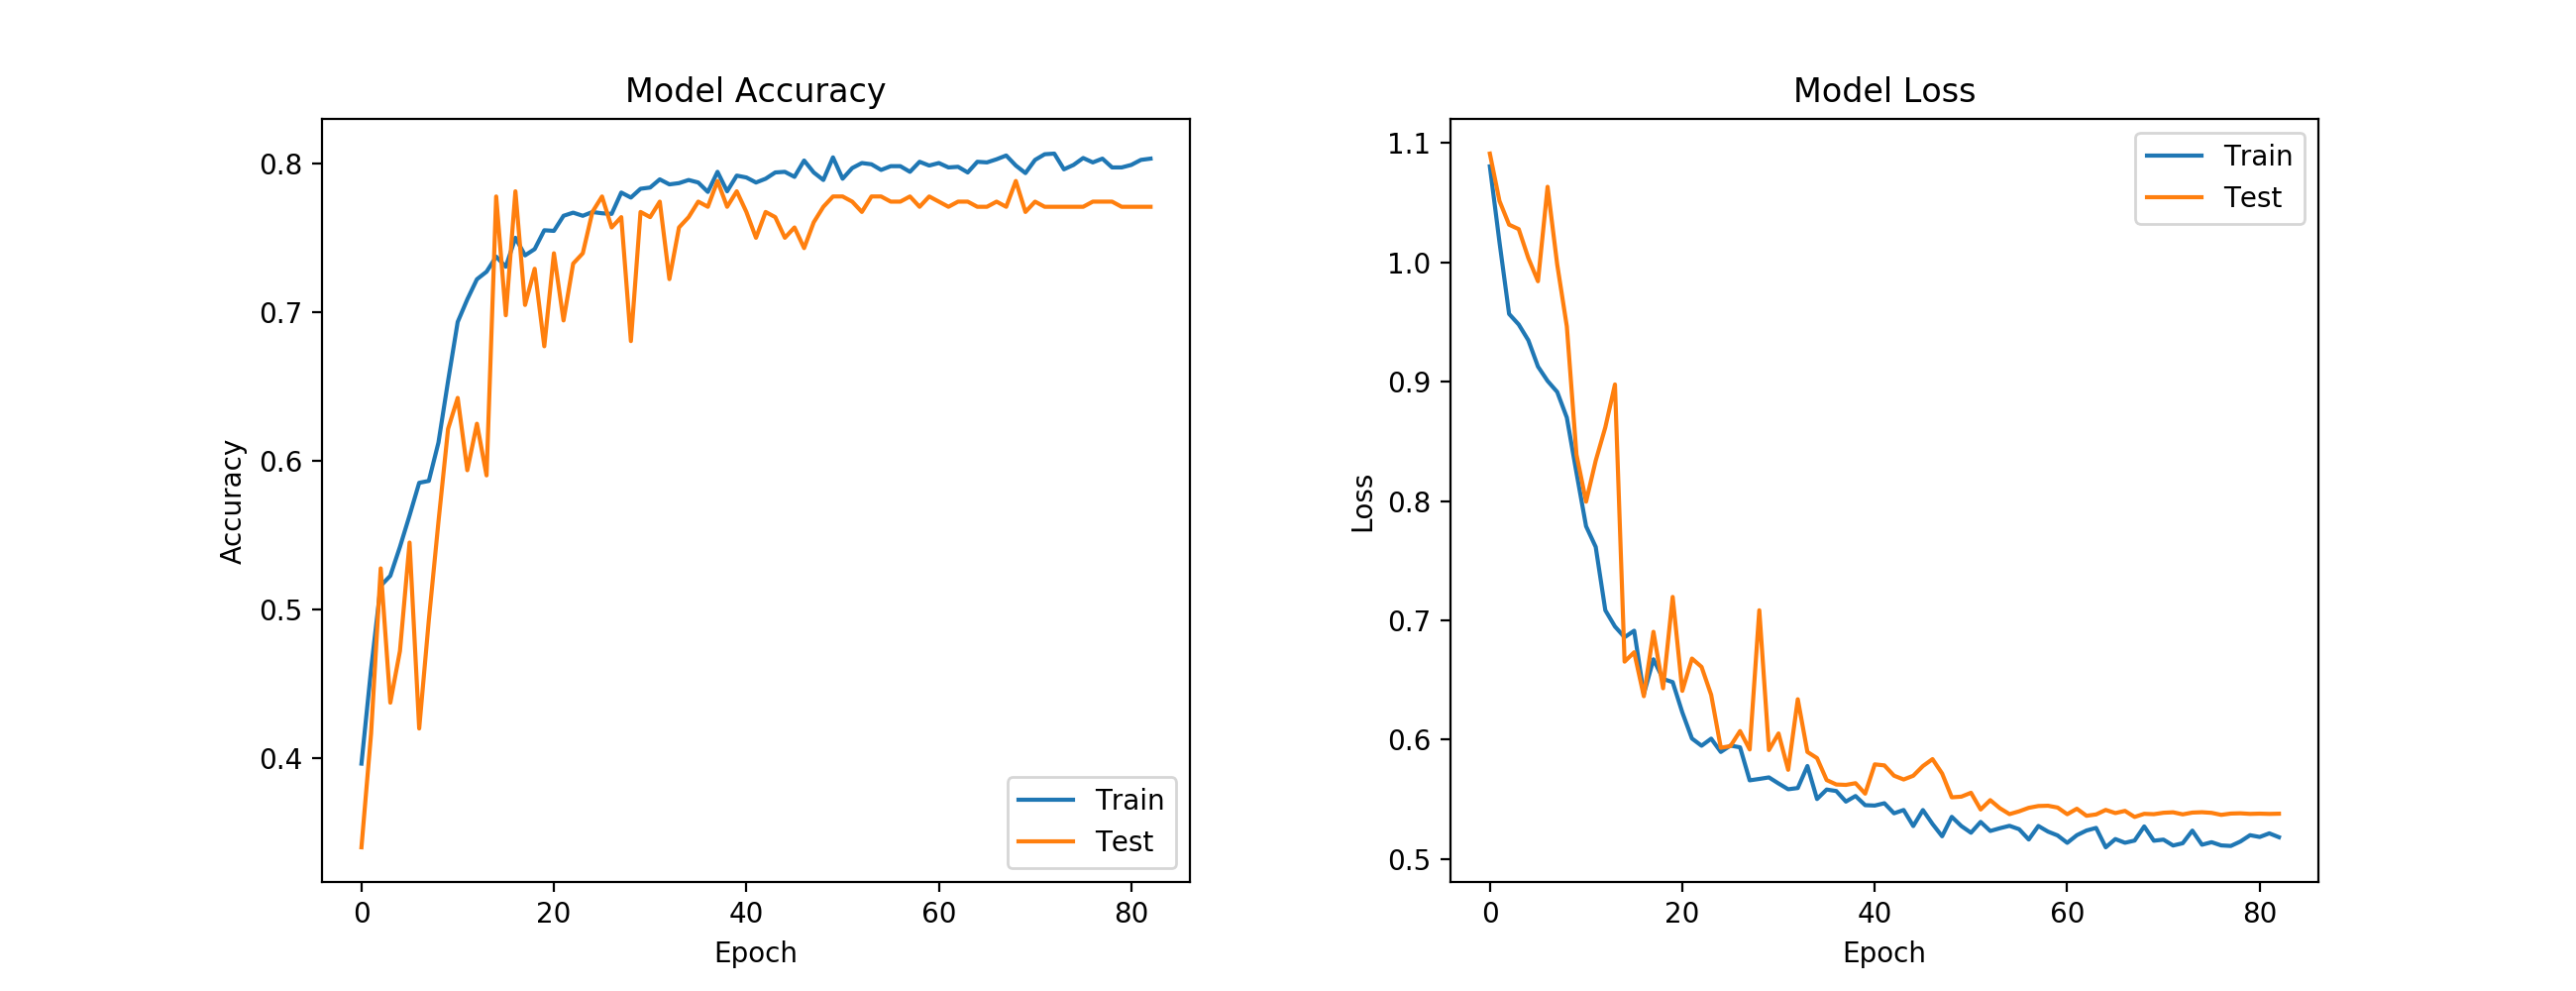 Model Accuracy
0.8
0.7
0.6
0.5
0.4
Accuracy
Train
Test
0 20 40 60 80
Epoch
Model Loss
1.1
1.0
0.9
0.8
0.7
0.6
0.5
Loss
Train
Test
0 20 40 60 80
Epoch